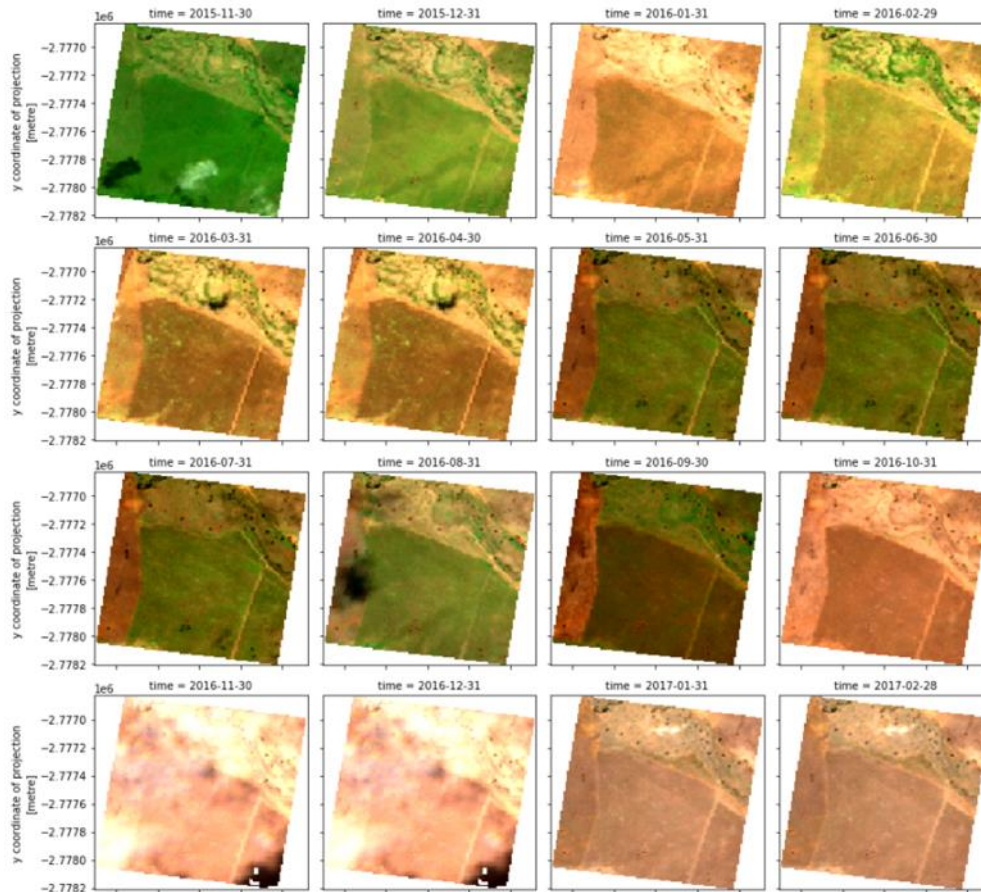 1e6
time = 2015-11-30 time = 2015-12-31 time = 2016-01-31 time = 2016-02-29
y coordinate of projection
[metre]
−2.7770
−2.7772
−2.7774
−2.7776
−2.7778
−2.7780
−2.7782
1e6
time = 2016-03-31 time = 2016-04-30 time = 2016-05-31 time = 2016-06-30
y coordinate of projection
[metre]
−2.7770
−2.7772
−2.7774
−2.7776
−2.7778
−2.7780
−2.7782
1e6
time = 2016-07-31 time = 2016-08-31 time = 2016-09-30 time = 2016-10-31
y coordinate of projection
[metre]
−2.7770
−2.7772
−2.7774
−2.7776
−2.7778
−2.7780
−2.7782
1e6
time = 2016-11-30 time = 2016-12-31 time = 2017-01-31 time = 2017-02-28
y coordinate of projection
[metre]
−2.7770
−2.7772
−2.7774
−2.7776
−2.7778
−2.7780
−2.7782